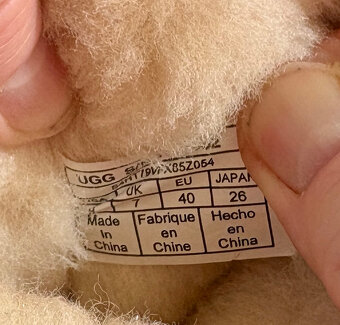 UGG
UK EU JAPAN
7 40 26
Made Fabrique Hecho
in en en
China Chine China